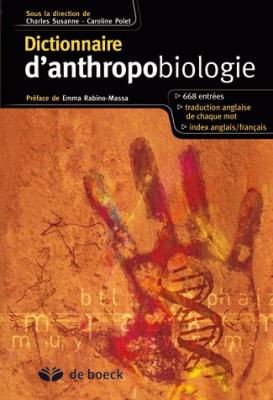 Sous la direction de
Charles Susanne - Caroline Polet
Dictionnaire
d'anthropobiologie
Préface de Emma Rabino-Massa
668 entrées
traduction anglaise
de chaque mot
index anglais/français
de boeck